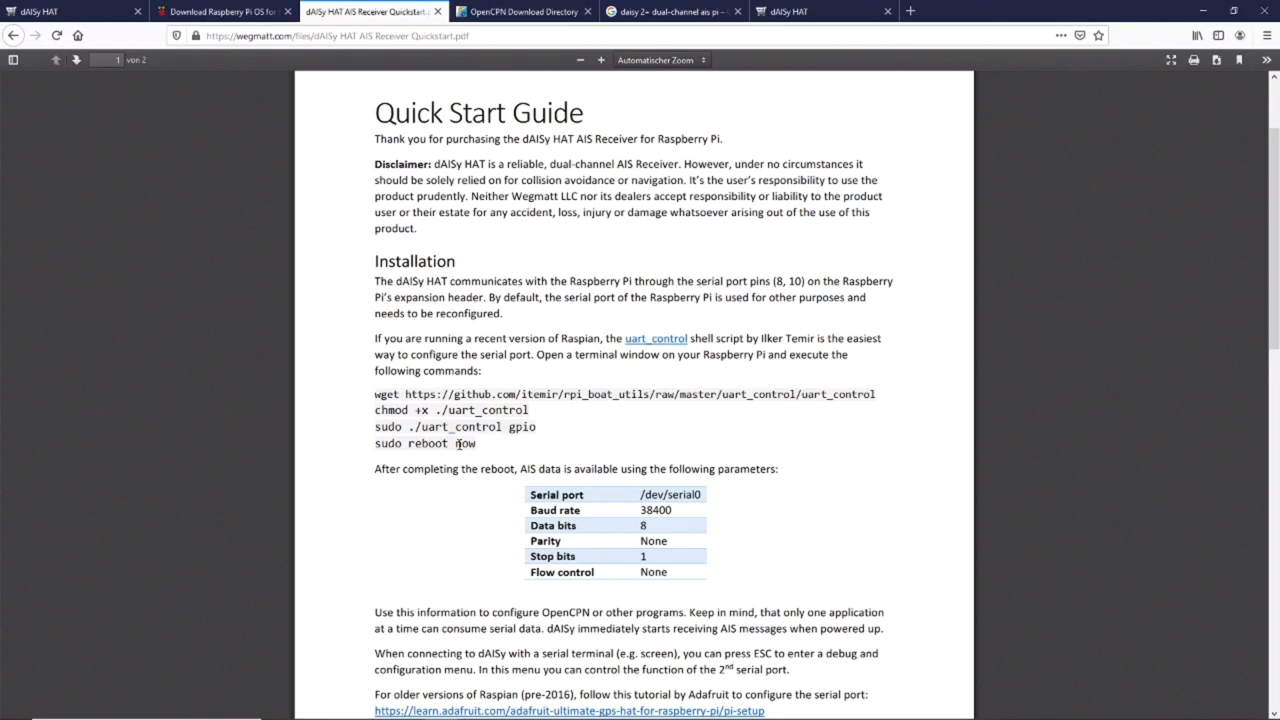 dAISy HAT
Download Raspberry Pi OS for
dAISy HAT AIS Receiver Quickstart.
OpenCPN Download Directory
daisy 2+ dual-channel ais pi –
dAISy HAT
https://wegmatt.com/files/dAISy HAT AIS Receiver Quickstart.pdf
1 von 2
Automatischer Zoom
Quick Start Guide
Thank you for purchasing the dAISy HAT AIS Receiver for Raspberry Pi.
Disclaimer: dAISy HAT is a reliable, dual-channel AIS Receiver. However, under no circumstances it
should be solely relied on for collision avoidance or navigation. It's the user's responsibility to use the
product prudently. Neither Wegmatt LLC nor its dealers accept responsibility or liability to the product
user or their estate for any accident, loss, injury or damage whatsoever arising out of the use of this
product.
Installation
The dAISy HAT communicates with the Raspberry Pi through the serial port pins (8, 10) on the Raspberry
Pi's expansion header. By default, the serial port of the Raspberry Pi is used for other purposes and
needs to be reconfigured.
If you are running a recent version of Raspian, the uart_control shell script by Ilker Temir is the easiest
way to configure the serial port. Open a terminal window on your Raspberry Pi and execute the
following commands:
wget https://github.com/itemir/rpi_boat_utils/raw/master/uart_control/uart_control
chmod +x ./uart_control
sudo ./uart_control gpio
sudo reboot now
After completing the reboot, AIS data is available using the following parameters:
Serial port /dev/serial0
Baud rate 38400
Data bits 8
Parity None
Stop bits 1
Flow control None
Use this information to configure OpenCPN or other programs. Keep in mind, that only one application
at a time can consume serial data. dAISy immediately starts receiving AIS messages when powered up.
When connecting to dAISy with a serial terminal (e.g. screen), you can press ESC to enter a debug and
configuration menu. In this menu you can control the function of the 2nd serial port.
For older versions of Raspian (pre-2016), follow this tutorial by Adafruit to configure the serial port:
https://learn.adafruit.com/adafruit-ultimate-gps-hat-for-raspberry-pi/pi-setup